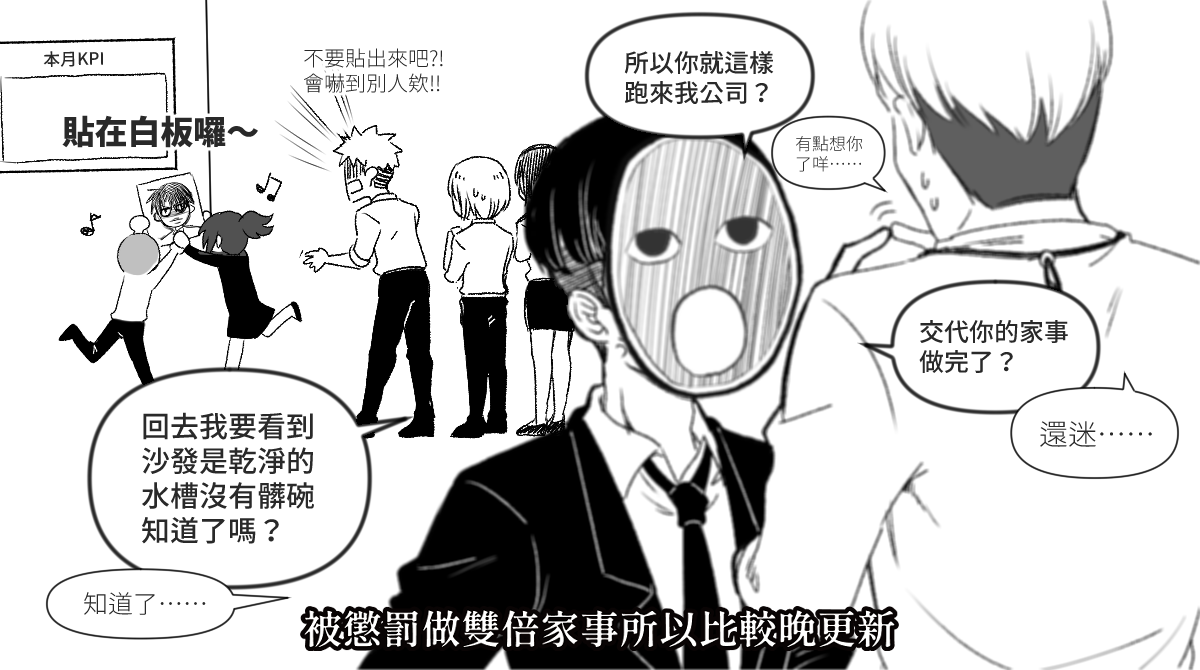 本月KPI
貼在白板囉~
不要貼出來吧?!
會嚇到別人欸!!
所以你就這樣
跑來我公司？
有點想你
了咩……
交代你的家事
做完了？
還迷……
回去我要看到
沙發是乾淨的
水槽沒有髒碗
知道了嗎？
知道了……
被懲罰做雙倍家事所以比較晚更新